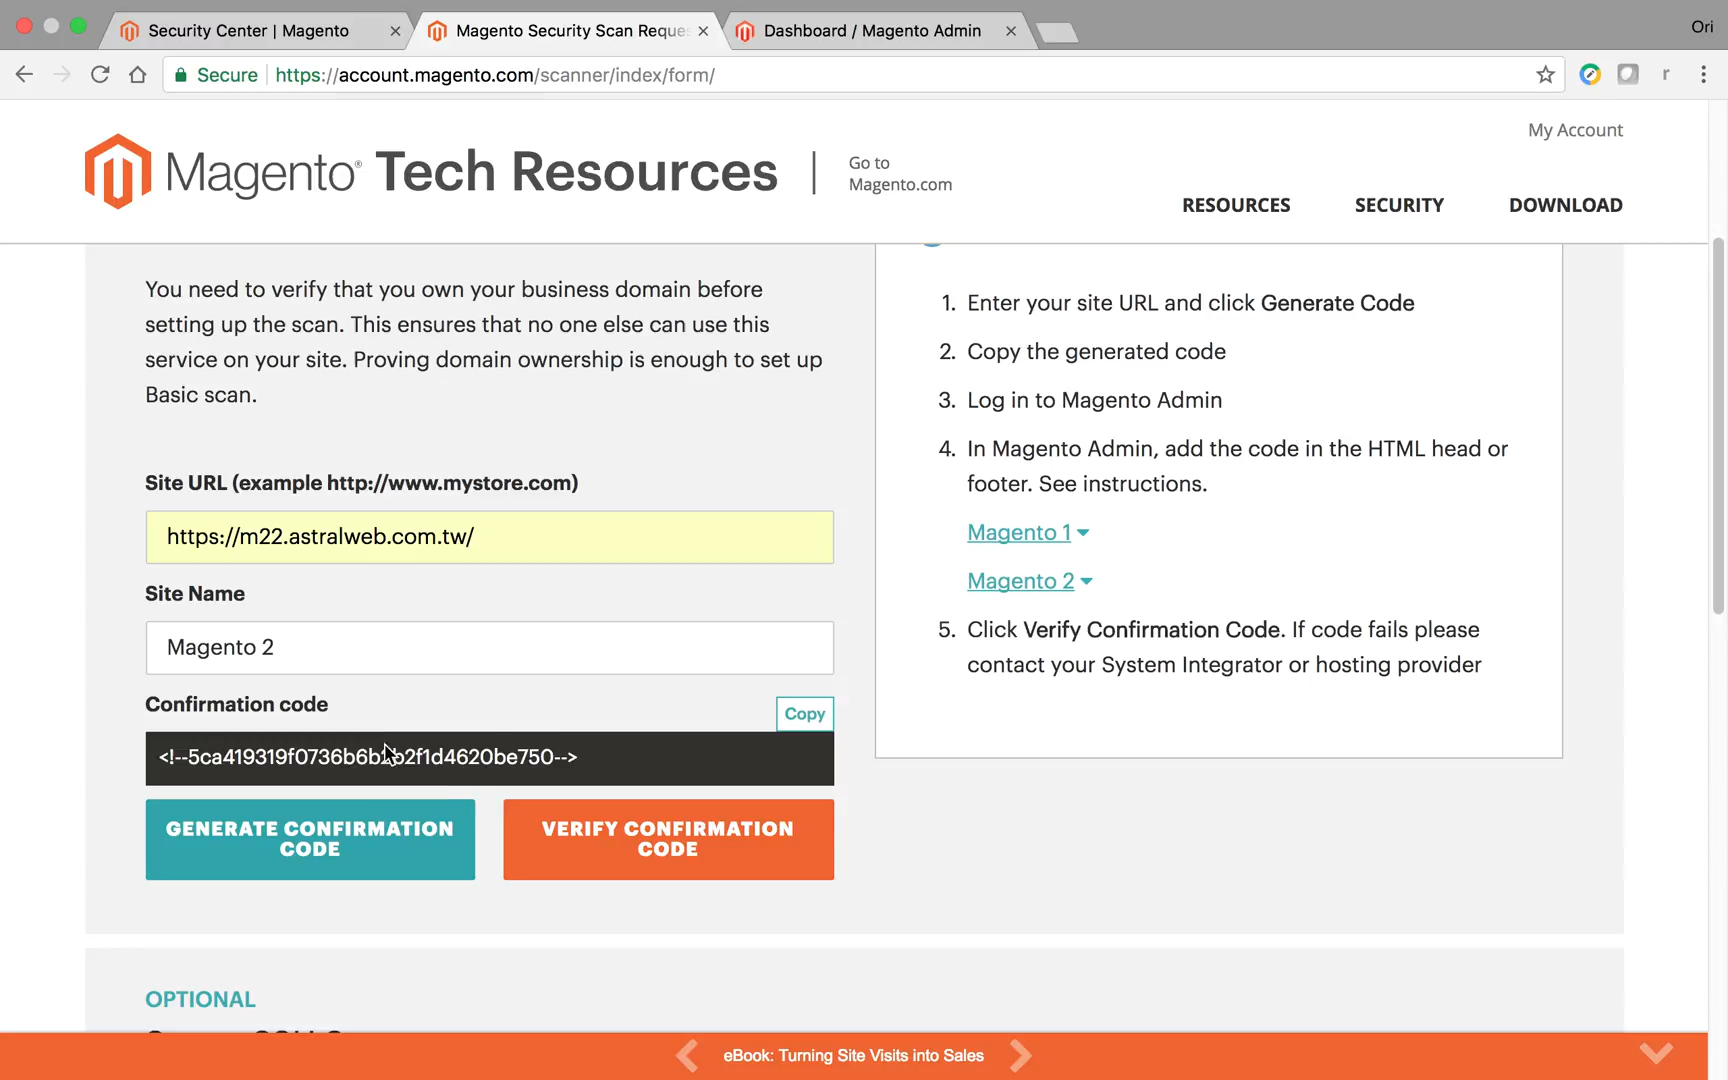 Security Center | Magento
Magento Security Scan Reque
Dashboard / Magento Admin
Ori
Secure
https://account.magento.com/scanner/index/form/
r
My Account
Magento® Tech Resources
Go to
Magento.com
RESOURCES
SECURITY
DOWNLOAD
You need to verify that you own your business domain before
setting up the scan. This ensures that no one else can use this
service on your site. Proving domain ownership is enough to set up
Basic scan.
Site URL (example http://www.mystore.com)
https://m22.astralweb.com.tw/
Site Name
Magento 2
Confirmation code
Copy
GENERATE CONFIRMATION
CODE
VERIFY CONFIRMATION
CODE
1. Enter your site URL and click Generate Code
2. Copy the generated code
3. Log in to Magento Admin
4. In Magento Admin, add the code in the HTML head or
footer. See instructions.
Magento 1
Magento 2
5. Click Verify Confirmation Code. If code fails please
contact your System Integrator or hosting provider
OPTIONAL
eBook: Turning Site Visits into Sales